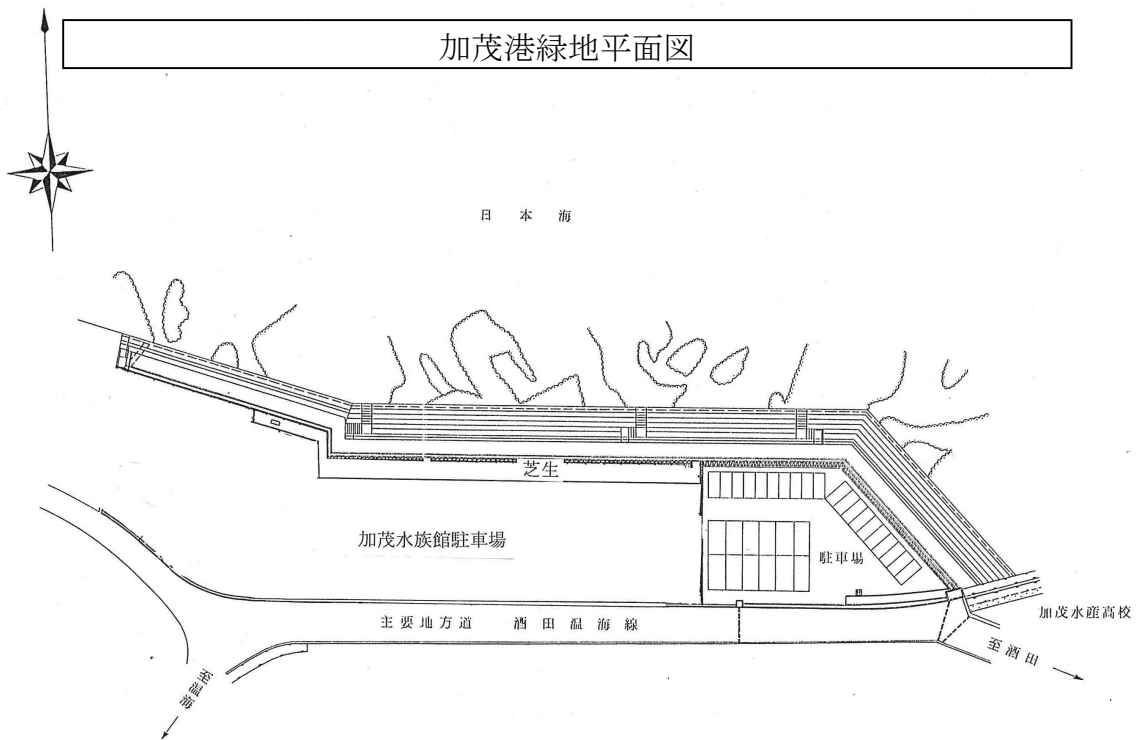 加茂港緑地平面図
日本海
芝生
加茂水族館駐車場
駐車場
主要地方道 酒田温海線
加茂水産高校
至酒田
至温海